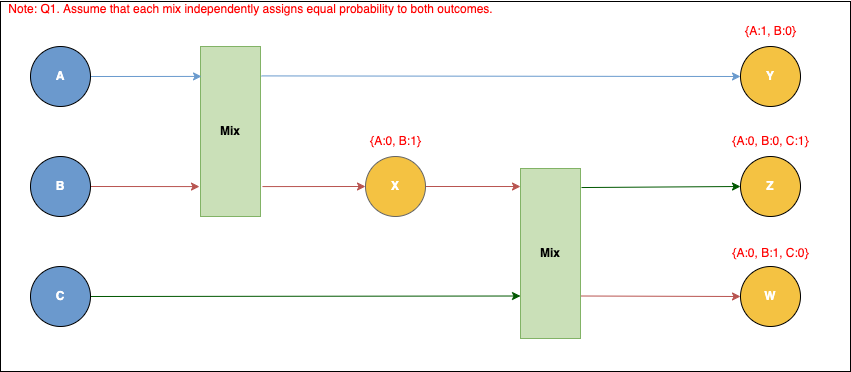 Note: Q1. Assume that each mix independently assigns equal probability to both outcomes.
{A:1, B:0}
A
Y
Mix
{A:0, B:1}
{A:0, B:0, C:1}
B
X
Z
Mix
{A:0, B:1, C:0}
C
W